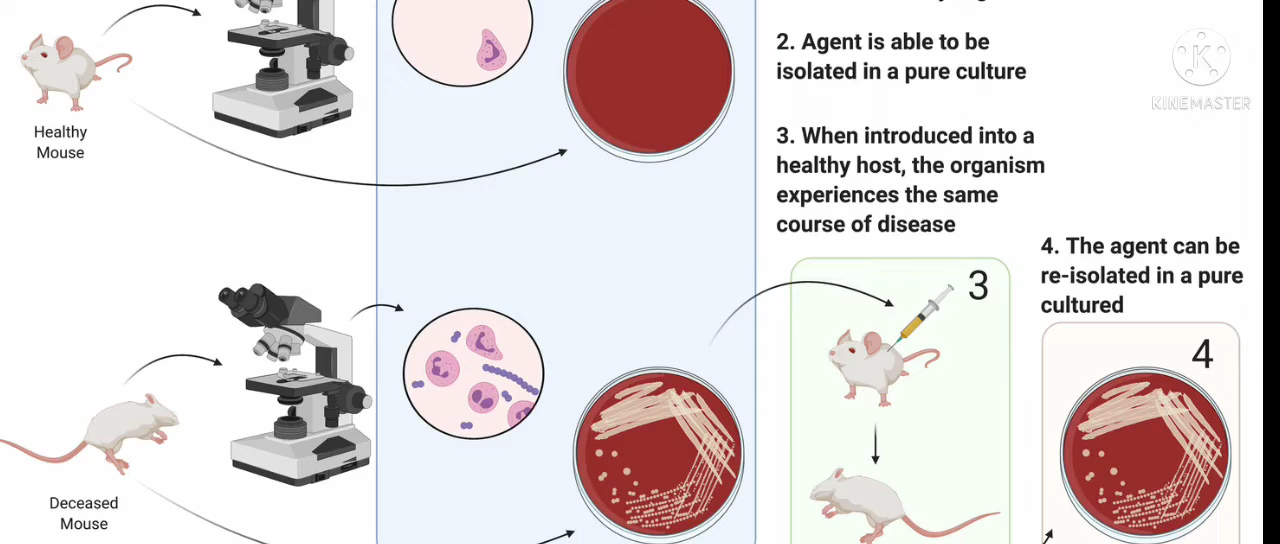 2. Agent is able to be
isolated in a pure culture
K
KINEMASTER
Healthy
Mouse
3. When introduced into a
healthy host, the organism
experiences the same
course of disease
4. The agent can be
re-isolated in a pure
cultured
3
4
Deceased
Mouse